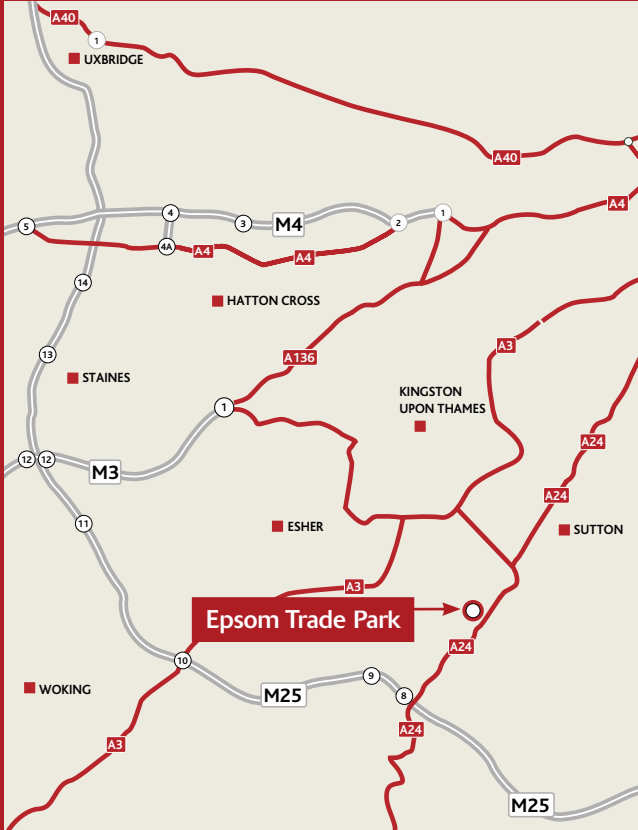 A40
1
UXBRIDGE
A40
A4
5
4
3
M4
2
1
4A
A4
A4
14
HATTON CROSS
13
A136
A3
STAINES
KINGSTON
UPON THAMES
1
A24
12
12
M3
A24
11
ESHER
SUTTON
A3
Epsom Trade Park
A24
10
9
8
WOKING
M25
A24
A3
M25